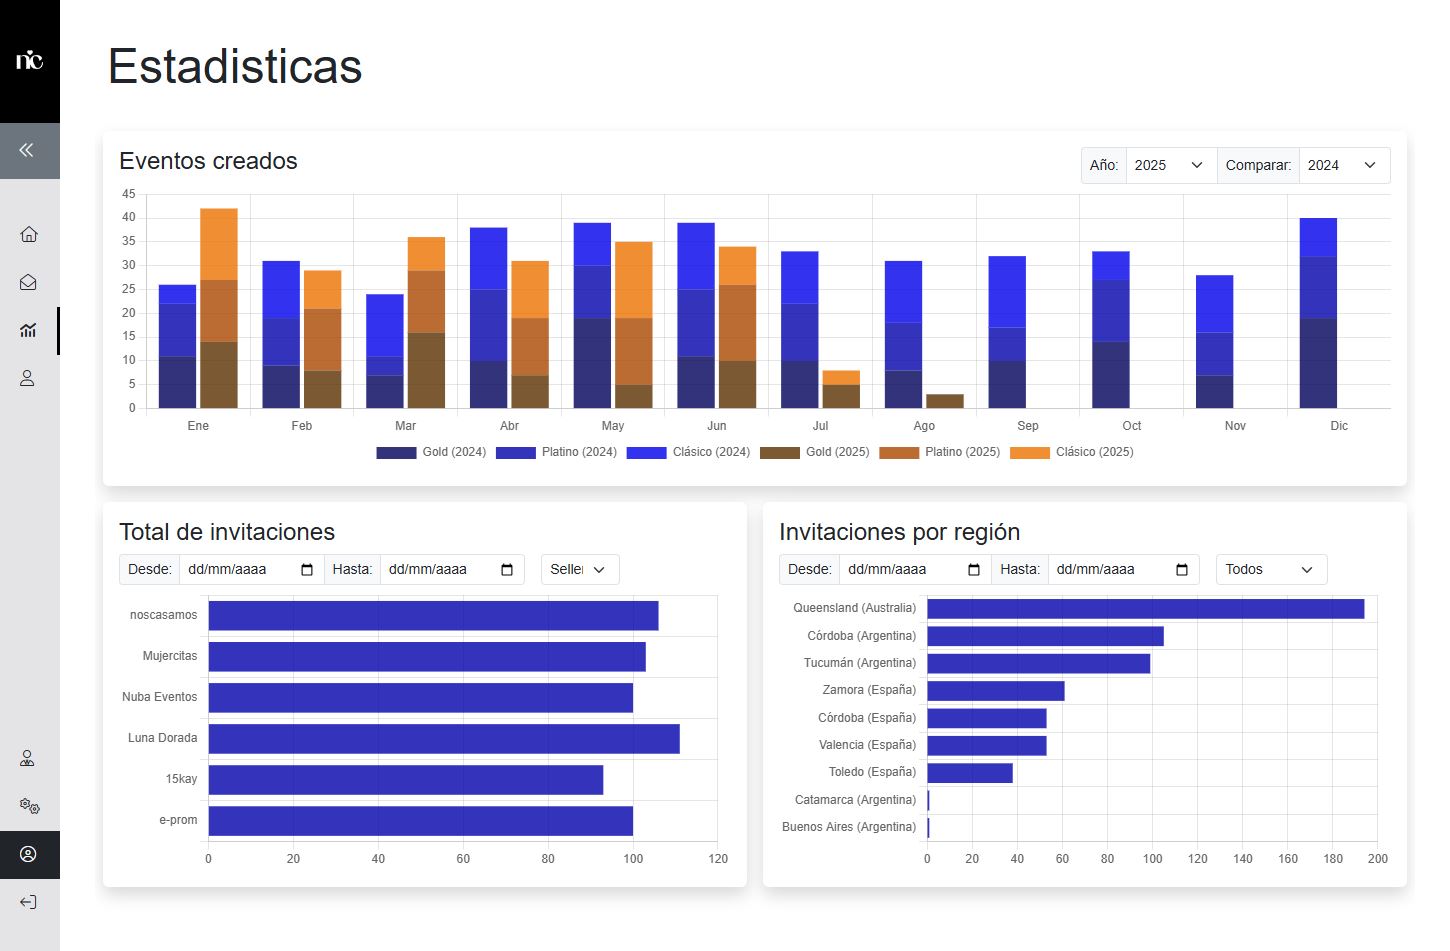 nc
Estadisticas
Eventos creados
Año: 2025 Comparar: 2024
45
40
35
30
25
20
15
10
5
0
Ene Feb Mar Abr May Jun Jul Ago Sep Oct Nov Dic
Gold (2024) Platino (2024) Clásico (2024) Gold (2025) Platino (2025) Clásico (2025)
Total de invitaciones
Desde: dd/mm/aaaa Hasta: dd/mm/aaaa Seller
noscasamos
Mujercitas
Nuba Eventos
Luna Dorada
15kay
e-prom
0 20 40 60 80 100 120
Invitaciones por región
Desde: dd/mm/aaaa Hasta: dd/mm/aaaa Todos
Queensland (Australia)
Córdoba (Argentina)
Tucumán (Argentina)
Zamora (España)
Córdoba (España)
Valencia (España)
Toledo (España)
Catamarca (Argentina)
Buenos Aires (Argentina)
0 20 40 60 80 100 120 140 160 180 200